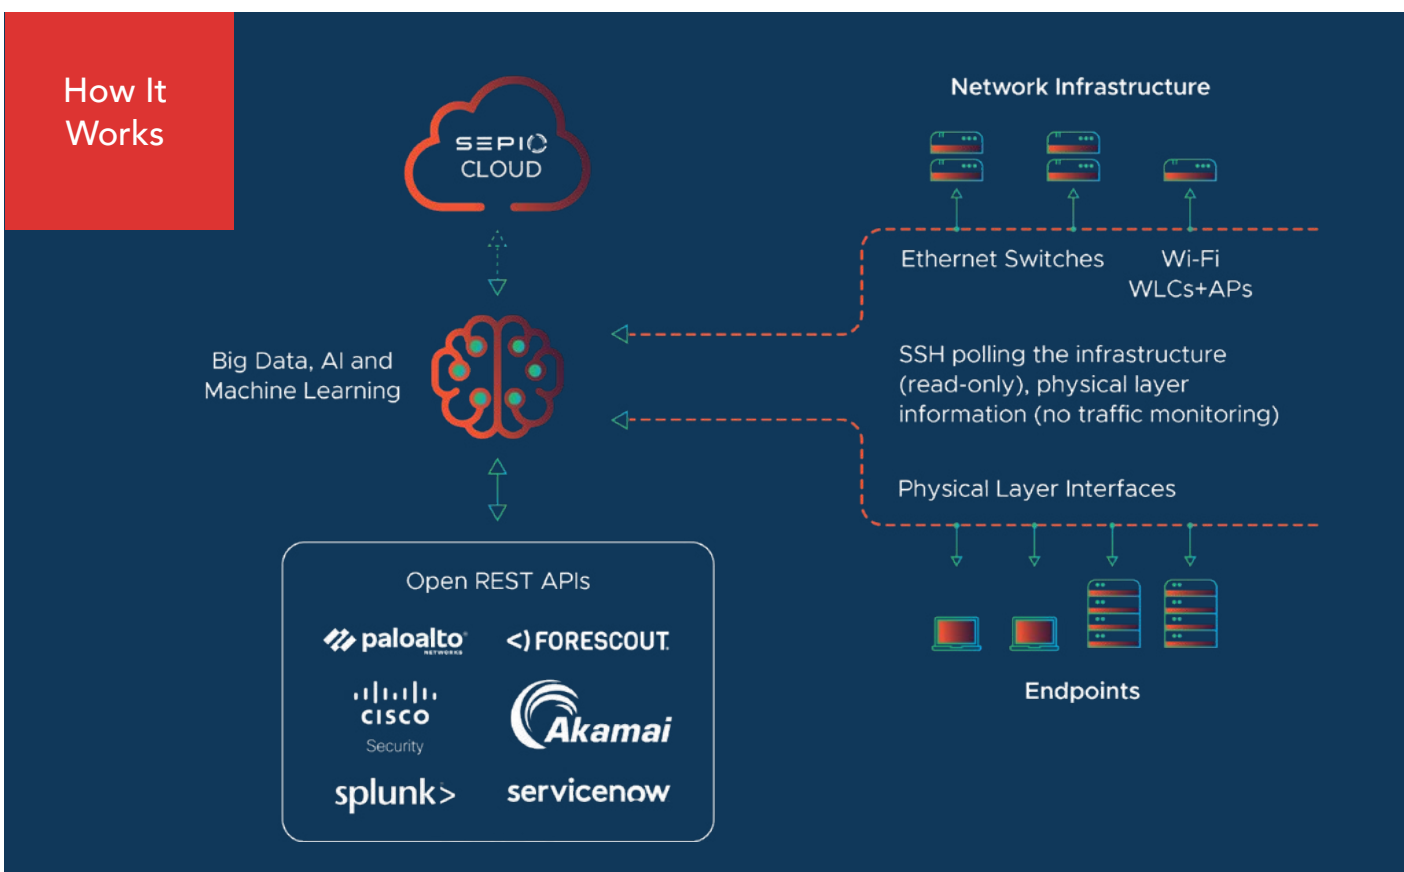 How It
Works
SEPIO
CLOUD
Big Data, AI and
Machine Learning
Open REST APIs
paloalto
NETWORKS
FORESCOUT.
CISCO
Security
Akamai
splunk>
servicenow
Network Infrastructure
Ethernet Switches
Wi-Fi
WLCs+APs
SSH polling the infrastructure
(read-only), physical layer
information (no traffic monitoring)
Physical Layer Interfaces
Endpoints